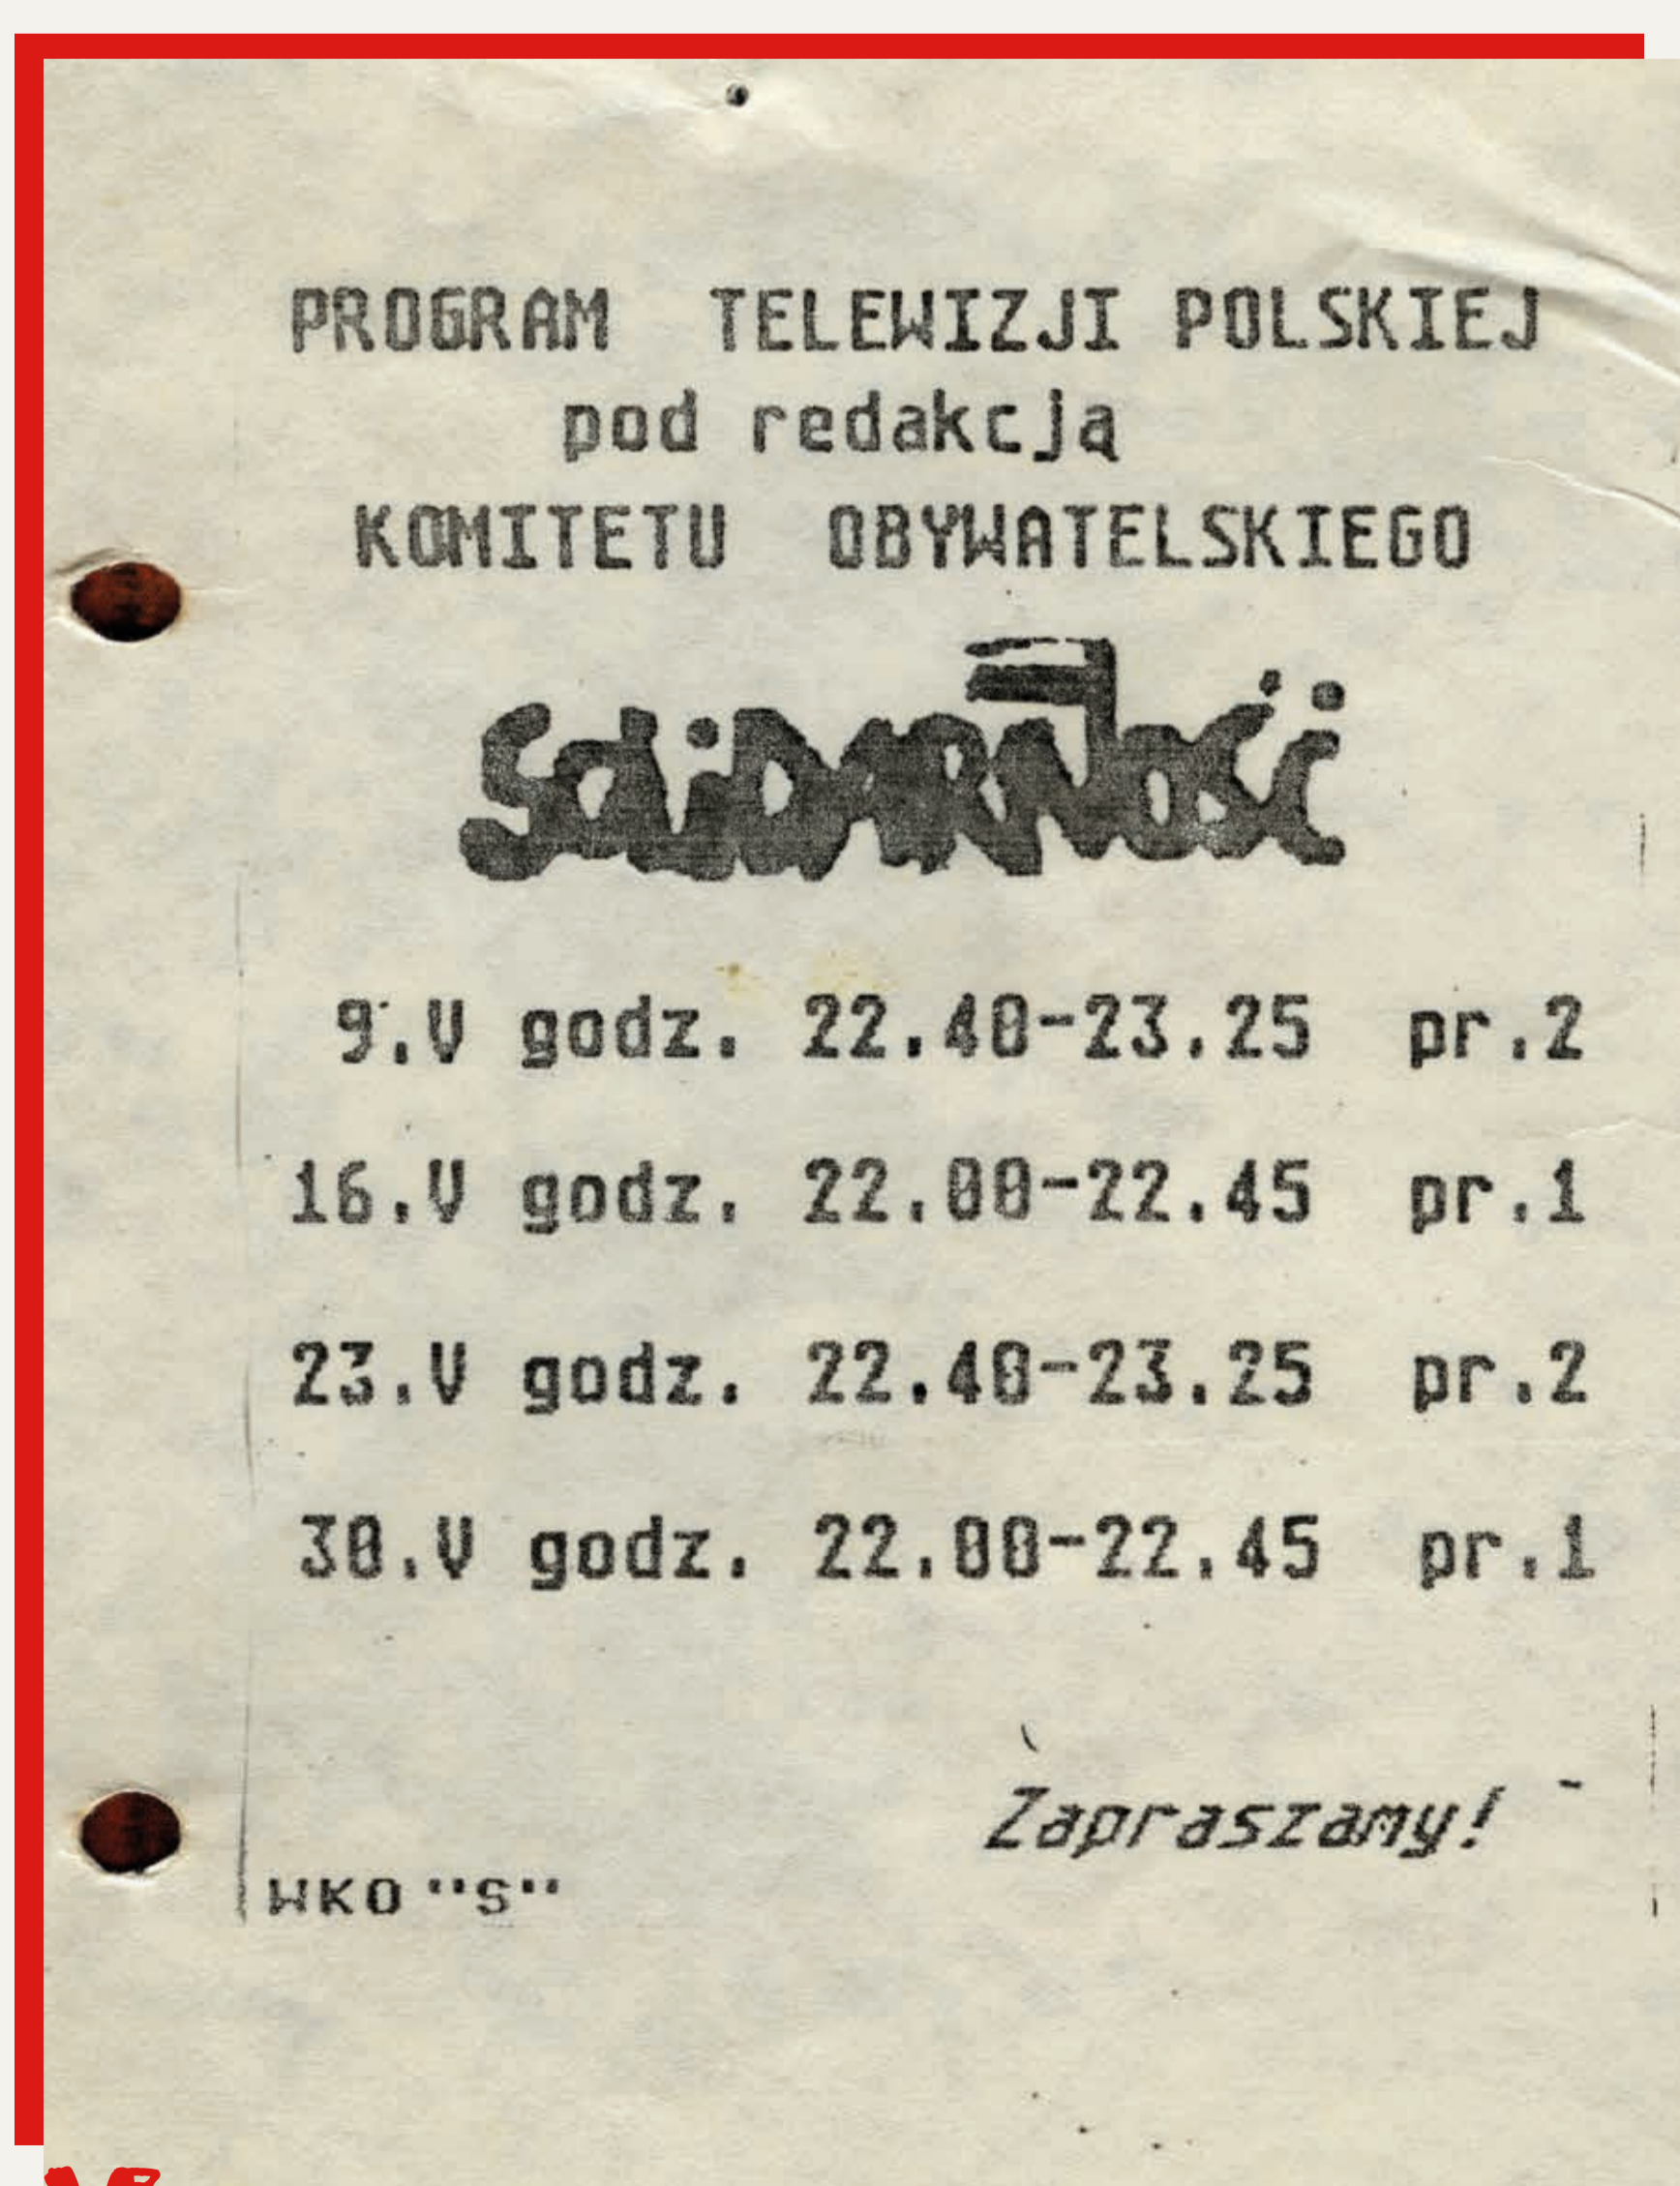 PROGRAM TELEWIZJI POLSKIEJ
pod redakcją
KOMITETU OBYWATELSKIEGO
SOLIDARNOŚĆ
9.V godz. 22.40-23.25 pr.2
16.V godz. 22.00-22.45 pr.1
23.V godz. 22.40-23.25 pr.2
30.V godz. 22.00-22.45 pr.1
Zapraszamy!
WKO "S"